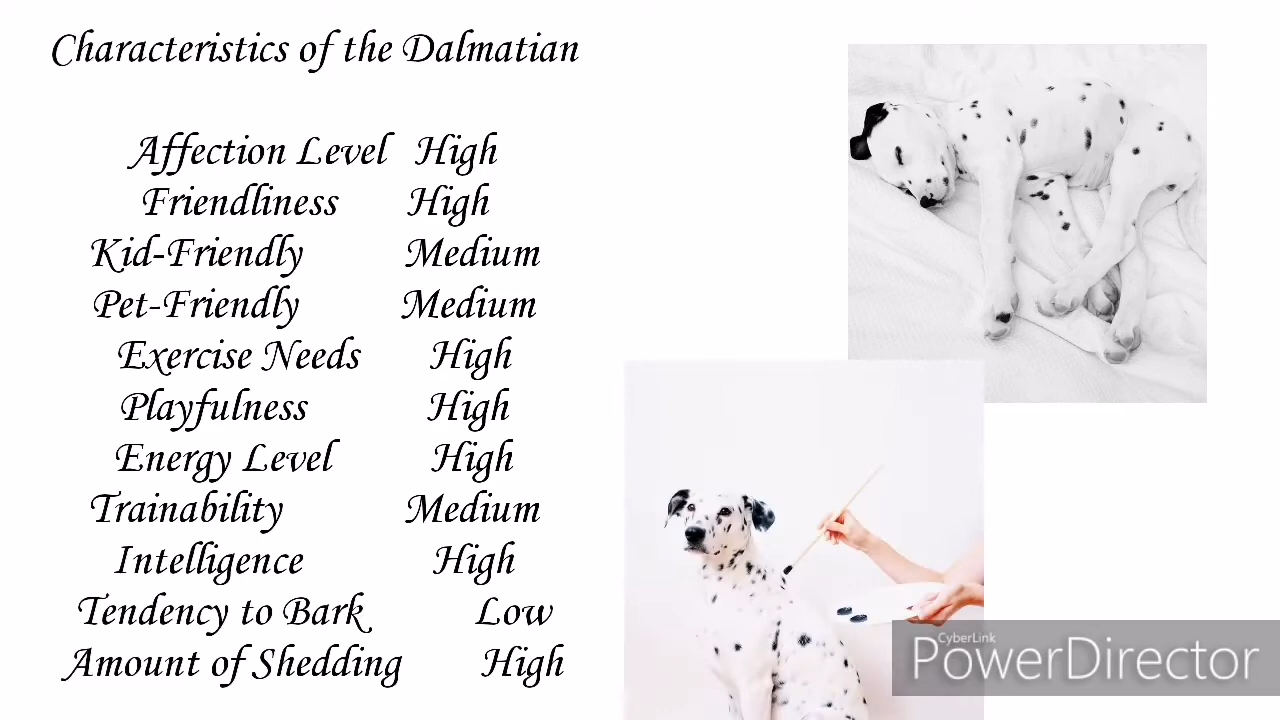 Characteristics of the Dalmatian
Affection Level High
Friendliness High
Kid-Friendly Medium
Pet-Friendly Medium
Exercise Needs High
Playfulness High
Energy Level High
Trainability Medium
Intelligence High
Tendency to Bark Low
Amount of Shedding High
CyberLink
PowerDirector